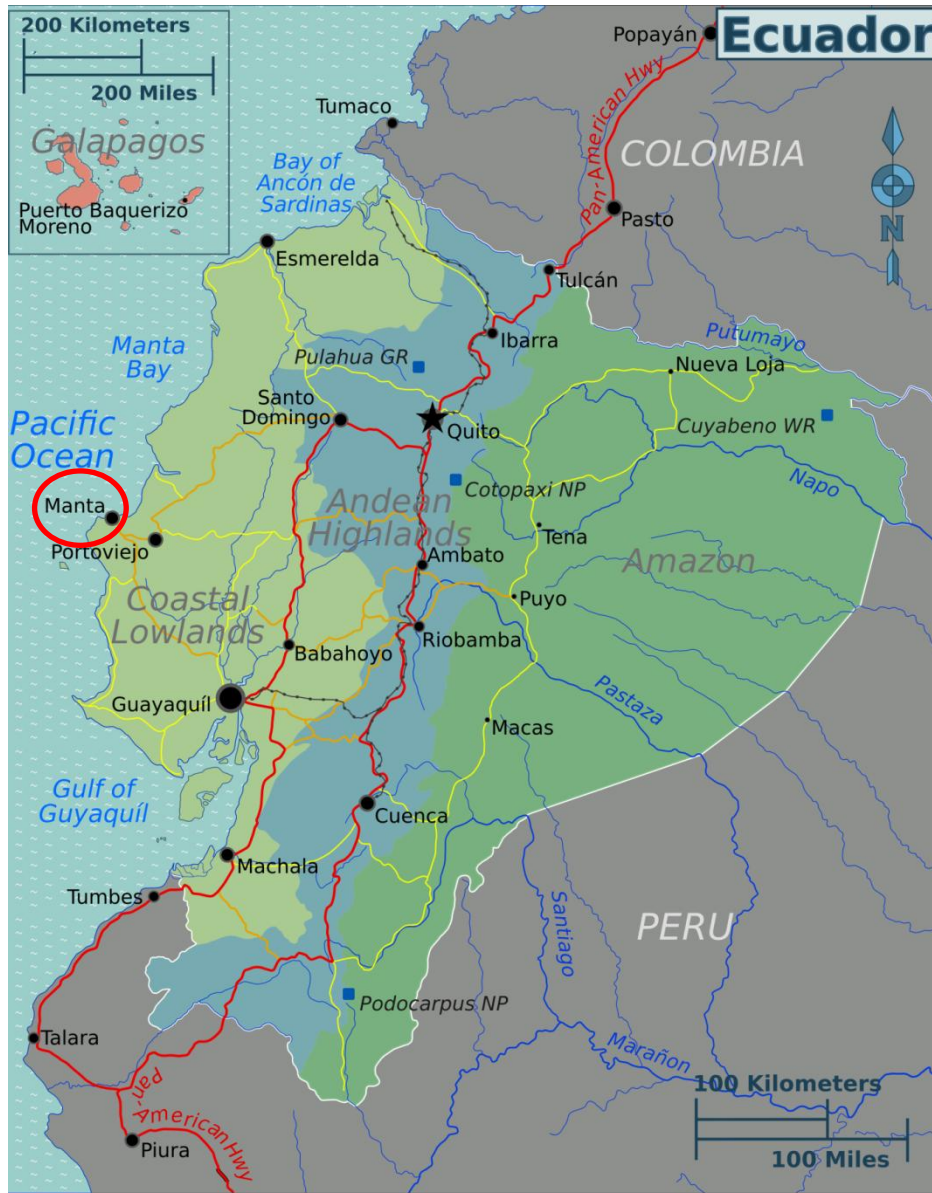 200 Kilometers
200 Miles
Galapagos
Puerto Baquerizo
Moreno
Ecuador
Popayán
Pan-American Hwy
Tumaco
COLOMBIA
Bay of
Ancón de
Sardinas
Pasto
N
Esmerelda
Tulcán
Ibarra
Putumayo
Manta
Bay
Pulahua GR
Nueva Loja
Santo
Domingo
Quito
Cuyabeno WR
Pacific
Ocean
Cotopaxi NP
Napo
Manta
Andean
Highlands
Tena
Portoviejo
Ambato
Amazon
Coastal
Lowlands
Puyo
Riobamba
Babahoyo
Guayaquíl
Pastaza
Macas
Gulf of
Guyaquíl
Cuenca
Machala
Tumbes
Santiago
PERU
Podocarpus NP
Talara
Marañon
Pan-American Hwy
Piura
100 Kilometers
100 Miles